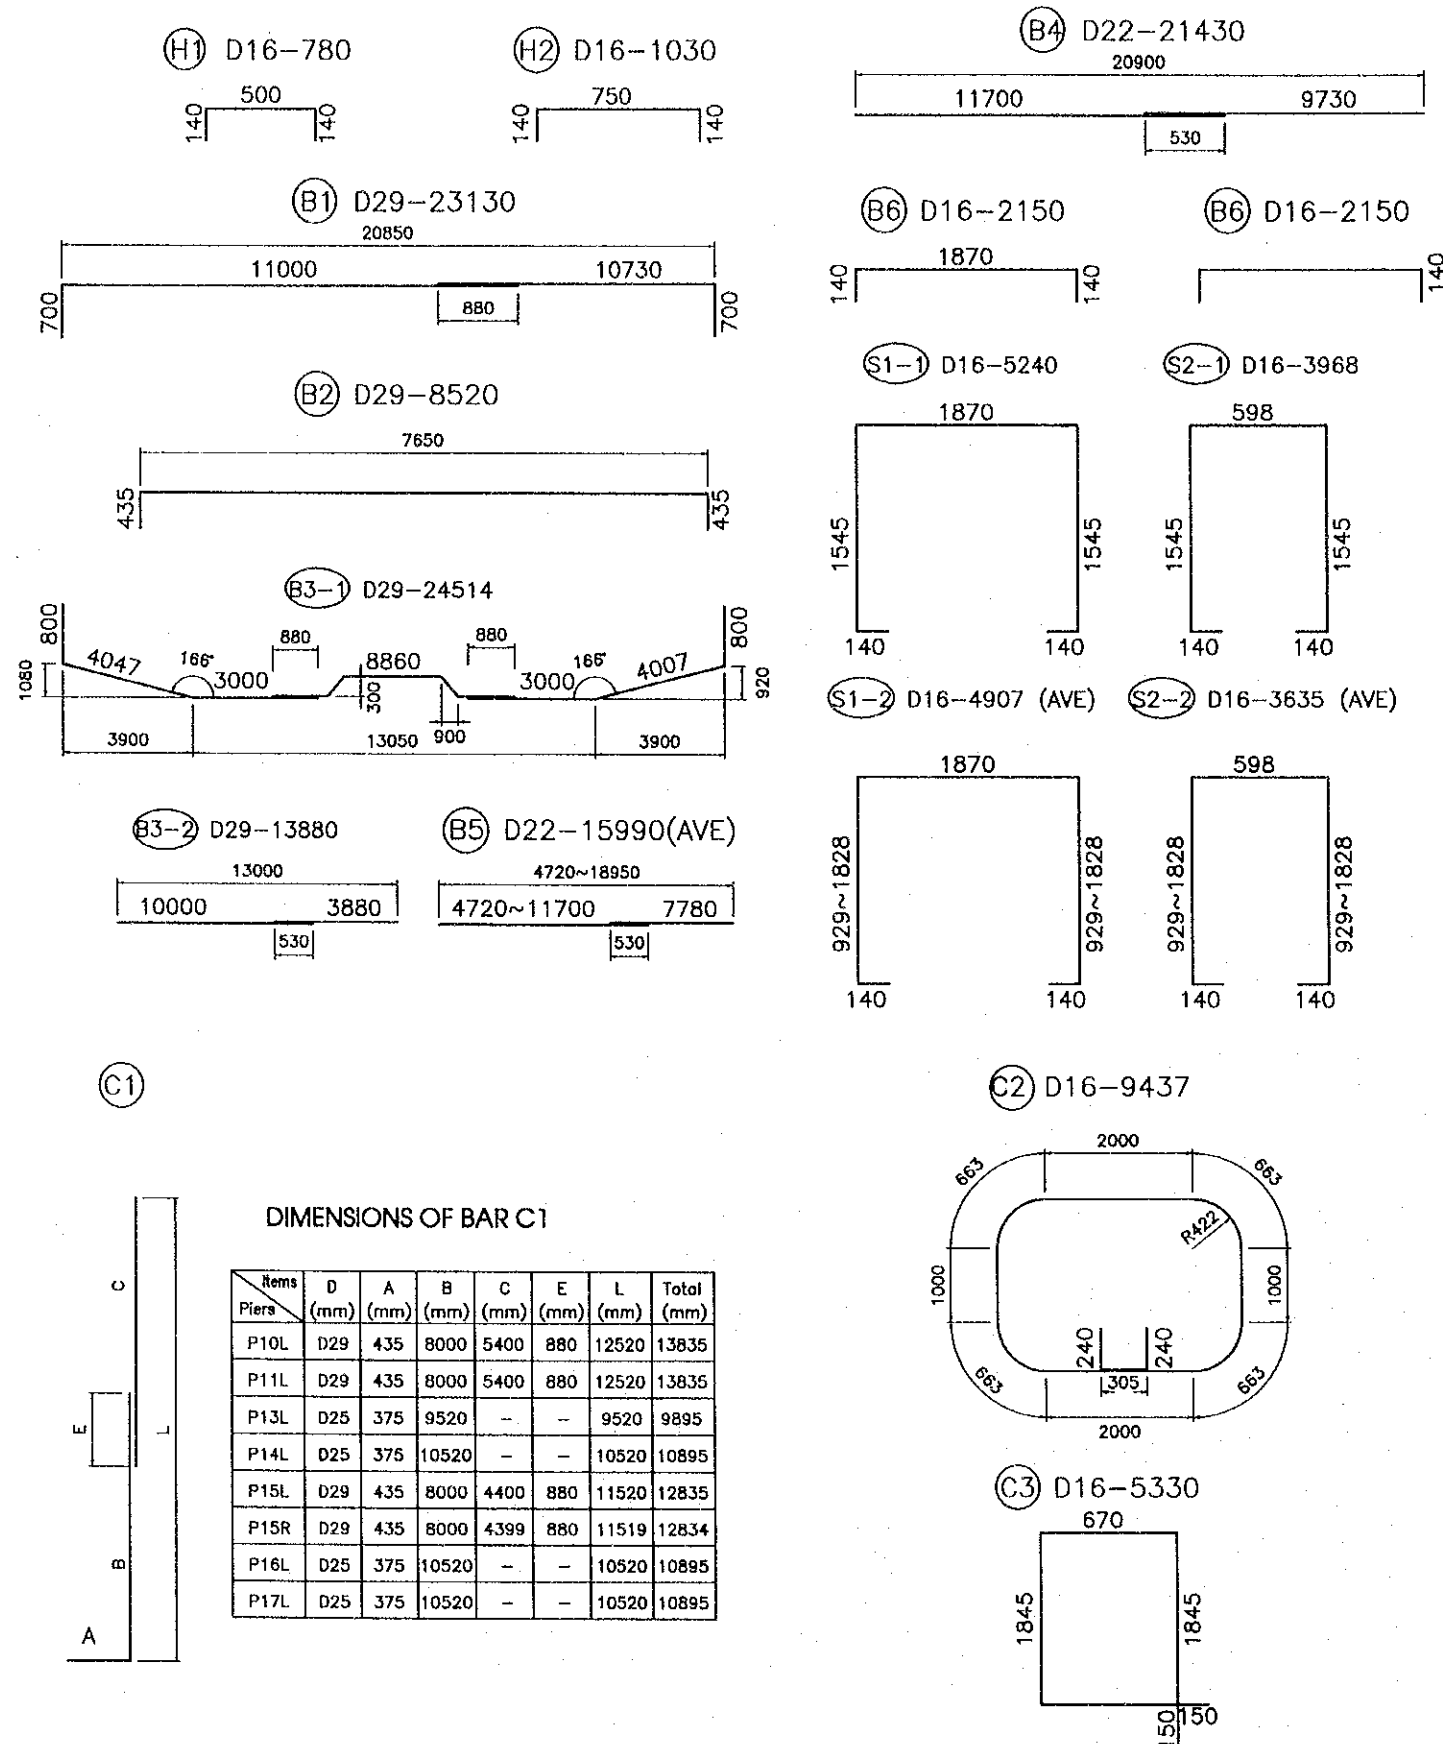 H1 D16-780
500
140
140
H2 D16-1030
750
140
140
B4 D22-21430
20900
11700
9730
530
B1 D29-23130
20850
11000
10730
700
880
700
B6 D16-2150
1870
140
140
B6 D16-2150
140
B2 D29-8520
7650
435
435
S1-1 D16-5240
1870
1545
1545
140
140
S2-1 D16-3968
598
1545
1545
140
140
B3-1 D29-24514
800
1080
4047
166°
3000
880
8860
300
900
880
3000
166°
4007
800
920
3900
13050
3900
S1-2 D16-4907 (AVE)
1870
929~1828
929~1828
140
140
S2-2 D16-3635 (AVE)
598
929~1828
929~1828
140
140
B3-2 D29-13880
13000
10000
3880
530
B5 D22-15990(AVE)
4720~18950
4720~11700
7780
530
C1
C
E
L
B
A
DIMENSIONS OF BAR C1
Items Piers D (mm) A (mm) B (mm) C (mm) E (mm) L (mm) Total (mm)
P10L D29 435 8000 5400 880 12520 13835
P11L D29 435 8000 5400 880 12520 13835
P13L D25 375 9520 - - 9520 9895
P14L D25 375 10520 - - 10520 10895
P15L D29 435 8000 4400 880 11520 12835
P15R D29 435 8000 4399 880 11519 12834
P16L D25 375 10520 - - 10520 10895
P17L D25 375 10520 - - 10520 10895
C2 D16-9437
2000
663
663
R422
1000
1000
240
240
305
663
663
2000
C3 D16-5330
670
1845
1845
150
150